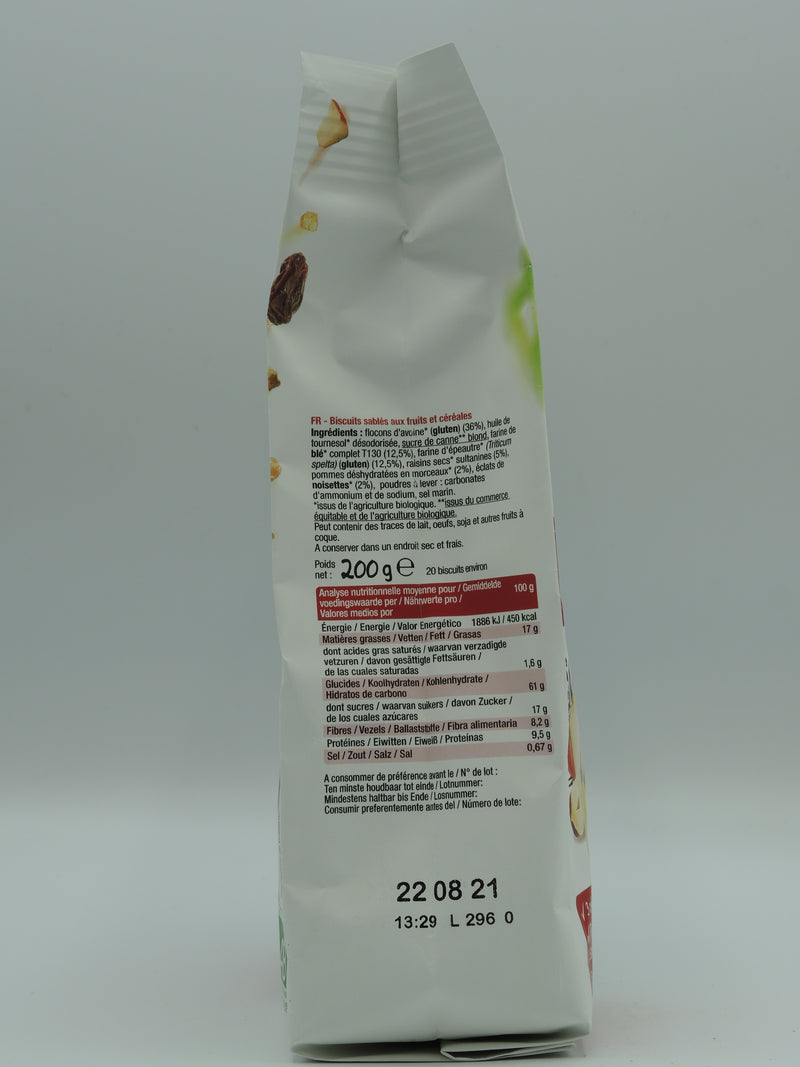 FR - Biscuits sablés aux fruits et céréales
Ingrédients : flocons d'avoine* (gluten) (36%), huile de
tournesol* désodorisée, sucre de canne** blond, farine de
blé* complet T130 (12,5%), farine d'épeautre* (Triticum
spelta) (gluten) (12,5%), raisins secs* sultanines (5%),
pommes déshydratées en morceaux* (2%), éclats de
noisettes* (2%), poudres à lever : carbonates
d'ammonium et de sodium, sel marin.
*issus de l'agriculture biologique. **issus du commerce
équitable et de l'agriculture biologique.
Peut contenir des traces de lait, oeufs, soja et autres fruits à
coque.
A conserver dans un endroit sec et frais.
Poids
net : 200 g e 20 biscuits environ
Analyse nutritionnelle moyenne pour / Gemiddelde
voedingswaarde per / Nährwerte pro /
Valores medios por 100 g
Énergie / Energie / Valor Energético 1886 kJ / 450 kcal
Matières grasses / Vetten / Fett / Grasas 17 g
dont acides gras saturés / waarvan verzadigde
vetzuren / davon gesättigte Fettsäuren /
de las cuales saturadas 1,6 g
Glucides / Koolhydraten / Kohlenhydrate /
Hidratos de carbono 61 g
dont sucres / waarvan suikers / davon Zucker /
de los cuales azúcares 17 g
Fibres / Vezels / Ballaststoffe / Fibra alimentaria 8,2 g
Protéines / Eiwitten / Eiweiß / Proteínas 9,5 g
Sel / Zout / Salz / Sal 0,67 g
A consommer de préférence avant le / N° de lot :
Ten minste houdbaar tot einde / Lotnummer:
Mindestens haltbar bis Ende / Losnummer:
Consumir preferentemente antes del / Número de lote:
22 08 21
13:29 L 296 0